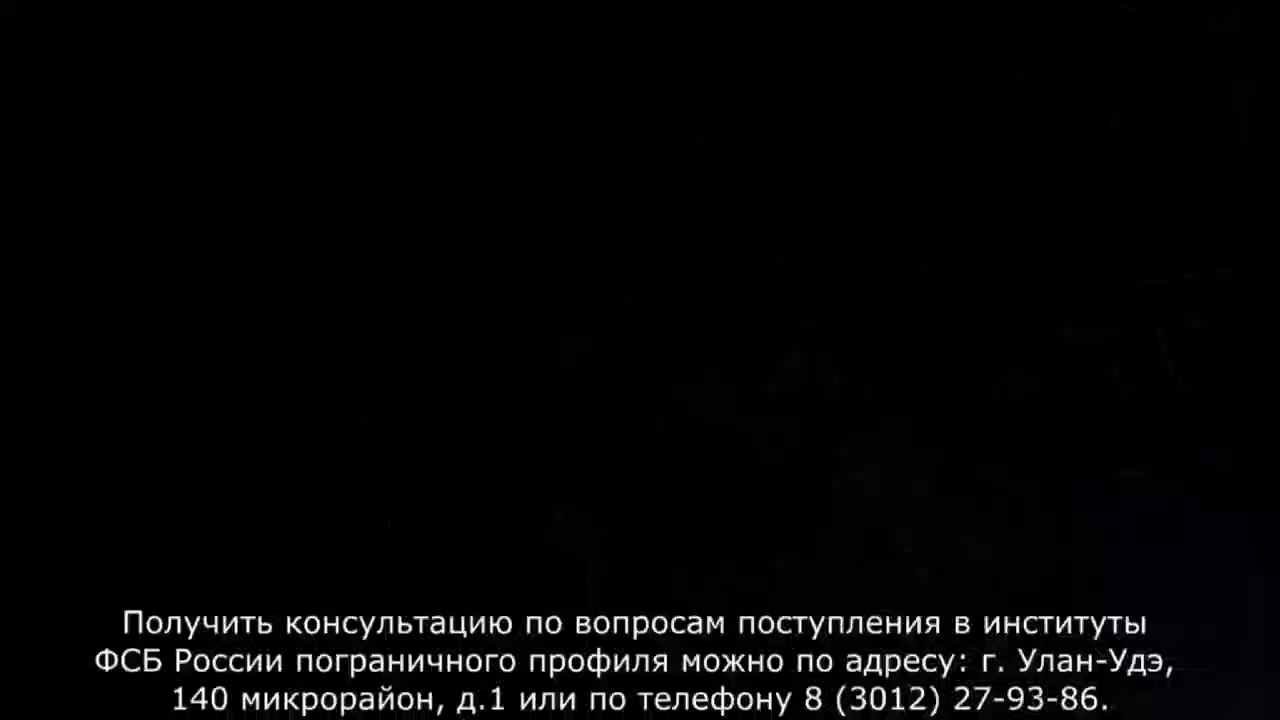 Получить консультацию по вопросам поступления в институты
ФСБ России пограничного профиля можно по адресу: г. Улан-Удэ,
140 микрорайон, д.1 или по телефону 8 (3012) 27-93-86.